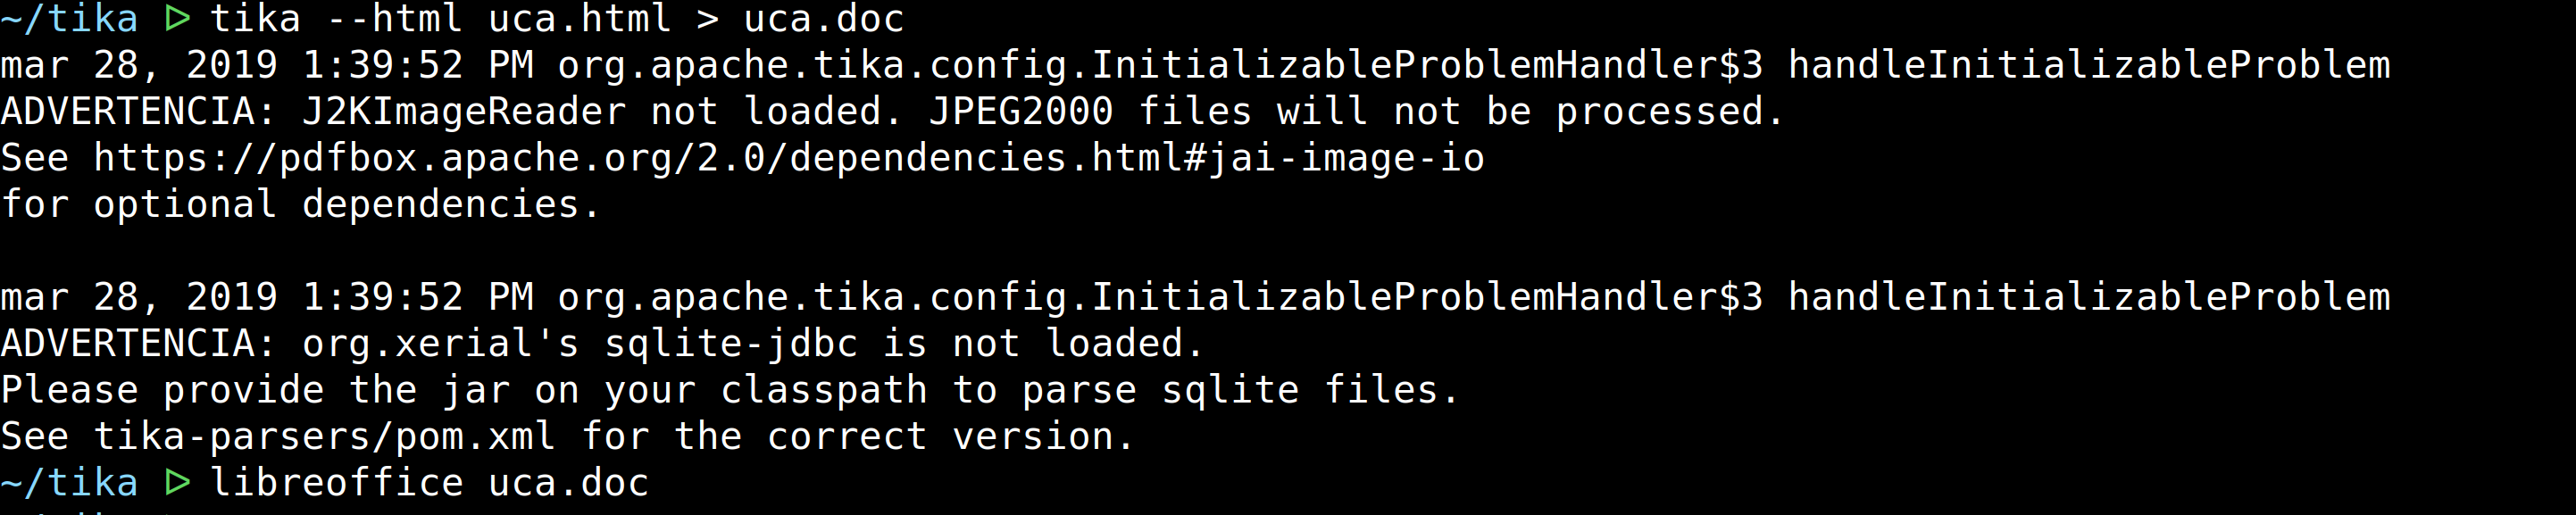 ~/tika ▷ tika --html uca.html > uca.doc
mar 28, 2019 1:39:52 PM org.apache.tika.config.InitializableProblemHandler$3 handleInitializableProblem
ADVERTENCIA: J2KImageReader not loaded. JPEG2000 files will not be processed.
See https://pdfbox.apache.org/2.0/dependencies.html#jai-image-io
for optional dependencies.

mar 28, 2019 1:39:52 PM org.apache.tika.config.InitializableProblemHandler$3 handleInitializableProblem
ADVERTENCIA: org.xerial's sqlite-jdbc is not loaded.
Please provide the jar on your classpath to parse sqlite files.
See tika-parsers/pom.xml for the correct version.
~/tika ▷ libreoffice uca.doc